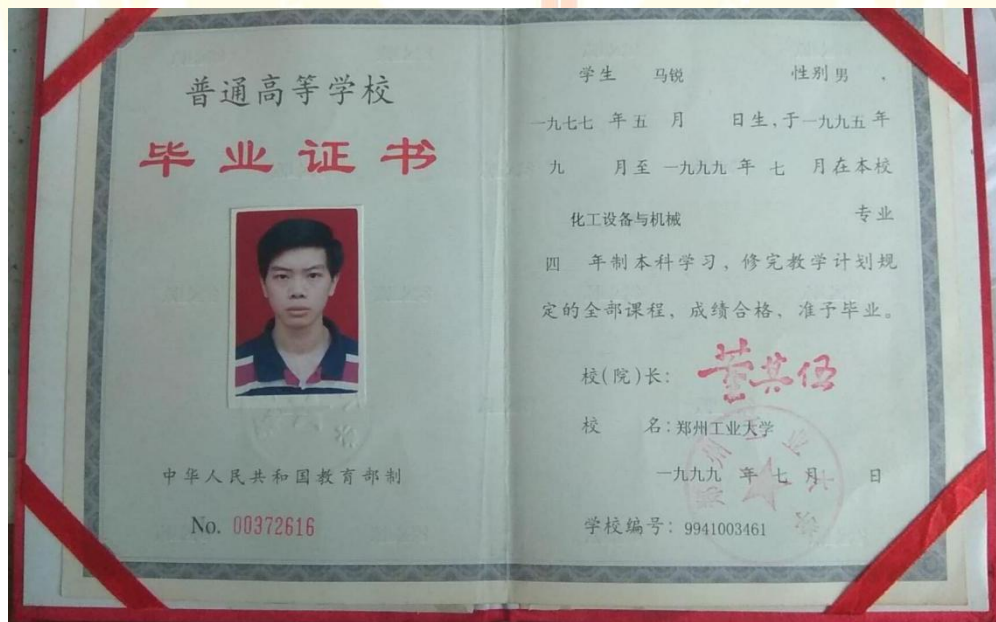 普通高等学校
毕业证书
中华人民共和国教育部制
No. 00372616
学生 马锐 性别 男 ,
一九七七 年 五 月 日生,于一九九五 年
九 月至 一九九九 年 七 月在本校
化工设备与机械 专业
四 年制本科学习,修完教学计划规
定的全部课程,成绩合格,准予毕业。
校(院)长: 董其伍
校 名:郑州工业大学
一九九九 年 七 月 日
学校编号: 9941003461